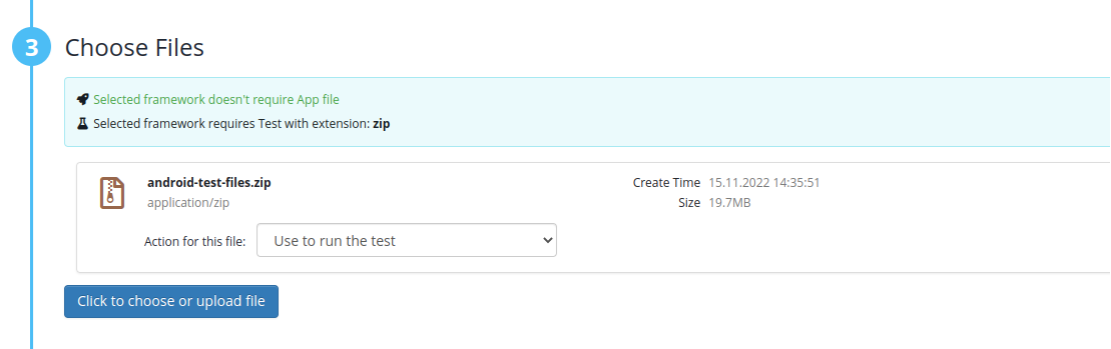 3 Choose Files
Selected framework doesn't require App file
Selected framework requires Test with extension: zip
android-test-files.zip Create Time 15.11.2022 14:35:51
application/zip Size 19.7MB
Action for this file: Use to run the test
Click to choose or upload file